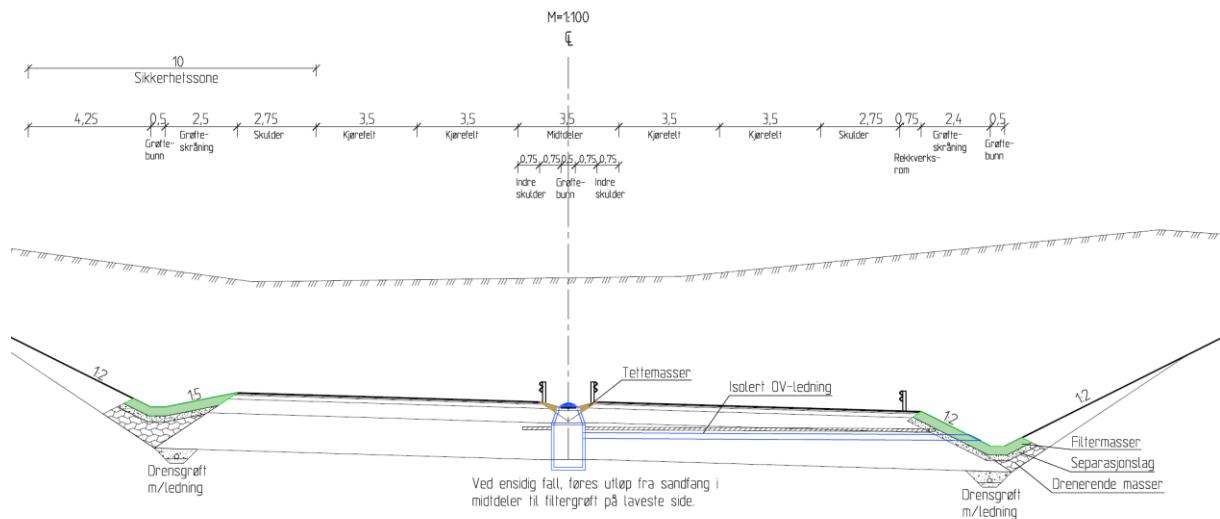 M=1:100
℄
10
Sikkerhetssone
4,25
0,5
2,5
2,75
3,5
3,5
3,5
3,5
3,5
2,75
0,75
2,4
0,5
Grøfte-
bunn
Grøfte-
skråning
Skulder
Kjørefelt
Kjørefelt
Midtdeler
Kjørefelt
Kjørefelt
Skulder
Rekkverks-
rom
Grøfte-
skråning
Grøfte-
bunn
0,75
0,75
0,5
0,75
0,75
Indre
skulder
Grøfte-
bunn
Indre
skulder
1:2
1:5
Tettemasser
Isolert OV-ledning
1:2
1:2
Filtermasser
Separasjonslag
Drenerende masser
Drensgrøft
m/ledning
Ved ensidig fall, føres utløp fra sandfang i
midtdeler til filtergrøft på laveste side.
Drensgrøft
m/ledning